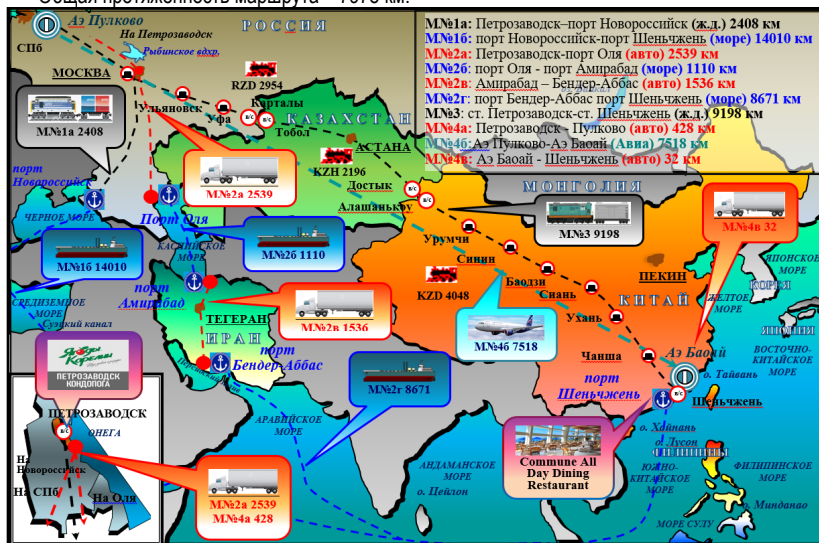 Общая протяженность маршрута – 7978 км.
Аэ Пулково
СПб
На Петрозаводск
Рыбинское вдхр.
РОССИЯ
МОСКВА
RZD 2954
М№1а 2408
Ульяновск
Уфа
Карталы
Тобол
В/С
КАЗАХСТАН
АСТАНА
KZH 2196
Достык
Алашанькоу
МОНГОЛИЯ
М№1а: Петрозаводск–порт Новороссийск (ж.д.) 2408 км
М№1б: порт Новороссийск-порт Шеньчжень (море) 14010 км
М№2а: Петрозаводск-порт Оля (авто) 2539 км
М№2б: порт Оля - порт Амирабад (море) 1110 км
М№2в: Амирабад – Бендер-Аббас (авто) 1536 км
М№2г: порт Бендер-Аббас порт Шеньчжень (море) 8671 км
М№3: ст. Петрозаводск-ст. Шеньчжень (ж.д.) 9198 км
М№4а: Петрозаводск - Пулково (авто) 428 км
М№4б: Аэ Пулково-Аэ Баоай (Авиа) 7518 км
М№4в: Аэ Баоай - Шеньчжень (авто) 32 км
порт
Новороссийск
ЧЕРНОЕ МОРЕ
М№2а 2539
Порт Оля
М№1б 14010
КАСПИЙСКОЕ
МОРЕ
М№2б 1110
М№3 9198
М№4в 32
Урумчи
Синин
Баодзи
Сиань
Ухань
Чанша
KZD 4048
ПЕКИН
КИТАЙ
М№4б 7518
ЯПОНСКОЕ
МОРЕ
КОРЕЯ
ЖЕЛТОЕ
МОРЕ
ЯПОНИЯ
ВОСТОЧНО-
КИТАЙСКОЕ
МОРЕ
порт
Амирабад
СРЕДИЗЕМНОЕ
МОРЕ
Суэцкий канал
ТЕГЕРАН
ИРАН
М№2в 1536
порт
Бендер-Аббас
Персидский залив
М№2г 8671
АРАВИЙСКОЕ
МОРЕ
Аэ Баоай
порт
Шеньчжень
о. Тайвань
Шеньчжень
о. Хайнань
о. Лусон
ФИЛИППИНЫ
ЮЖНО-
КИТАЙСКОЕ
МОРЕ
ФИЛИПИНСКОЕ
МОРЕ
о. Минданао
МОРЕ СУЛУ
АНДАМАНСКОЕ
МОРЕ
о. Цейлон
Commune All
Day Dining
Restaurant
Ягоды
Карелии
ПЕТРОЗАВОДСК
КОНДОПОГА
ПЕТРОЗАВОДСК
В/С
ОНЕГА
На
Новороссийск
На СПб
На Оля
М№2а 2539
М№4а 428